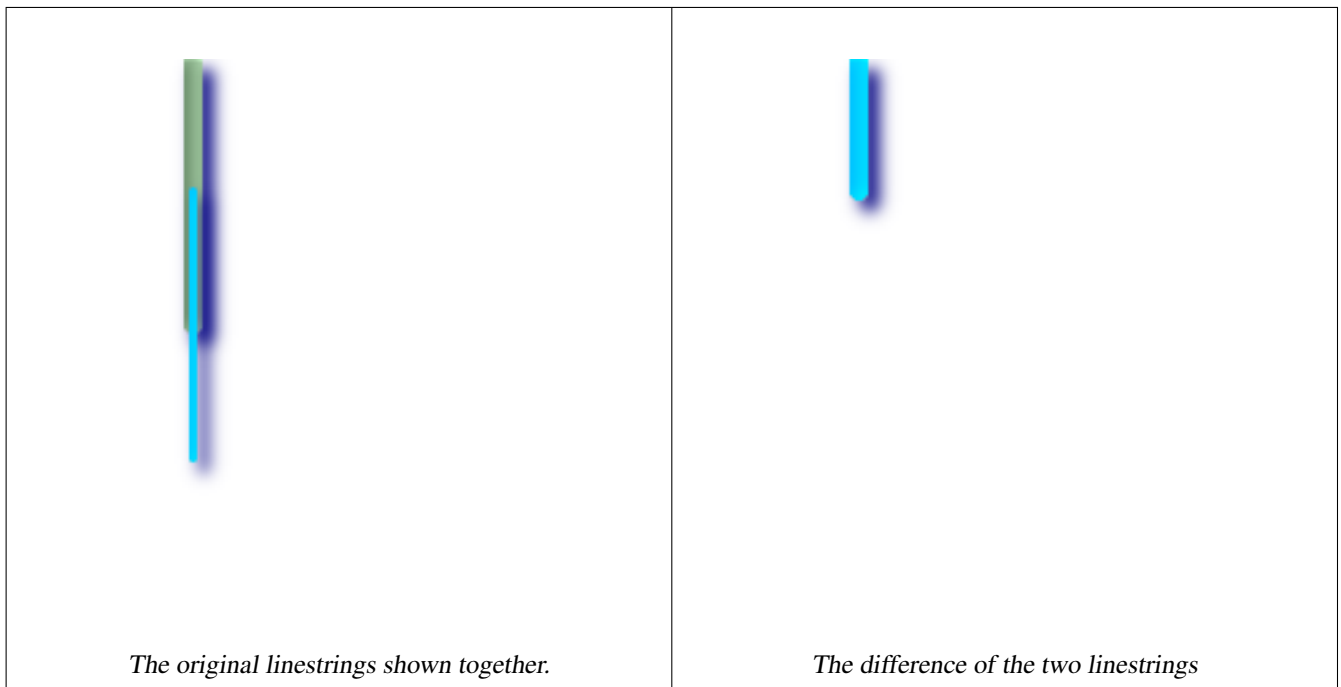 The original linestrings shown together.
The difference of the two linestrings